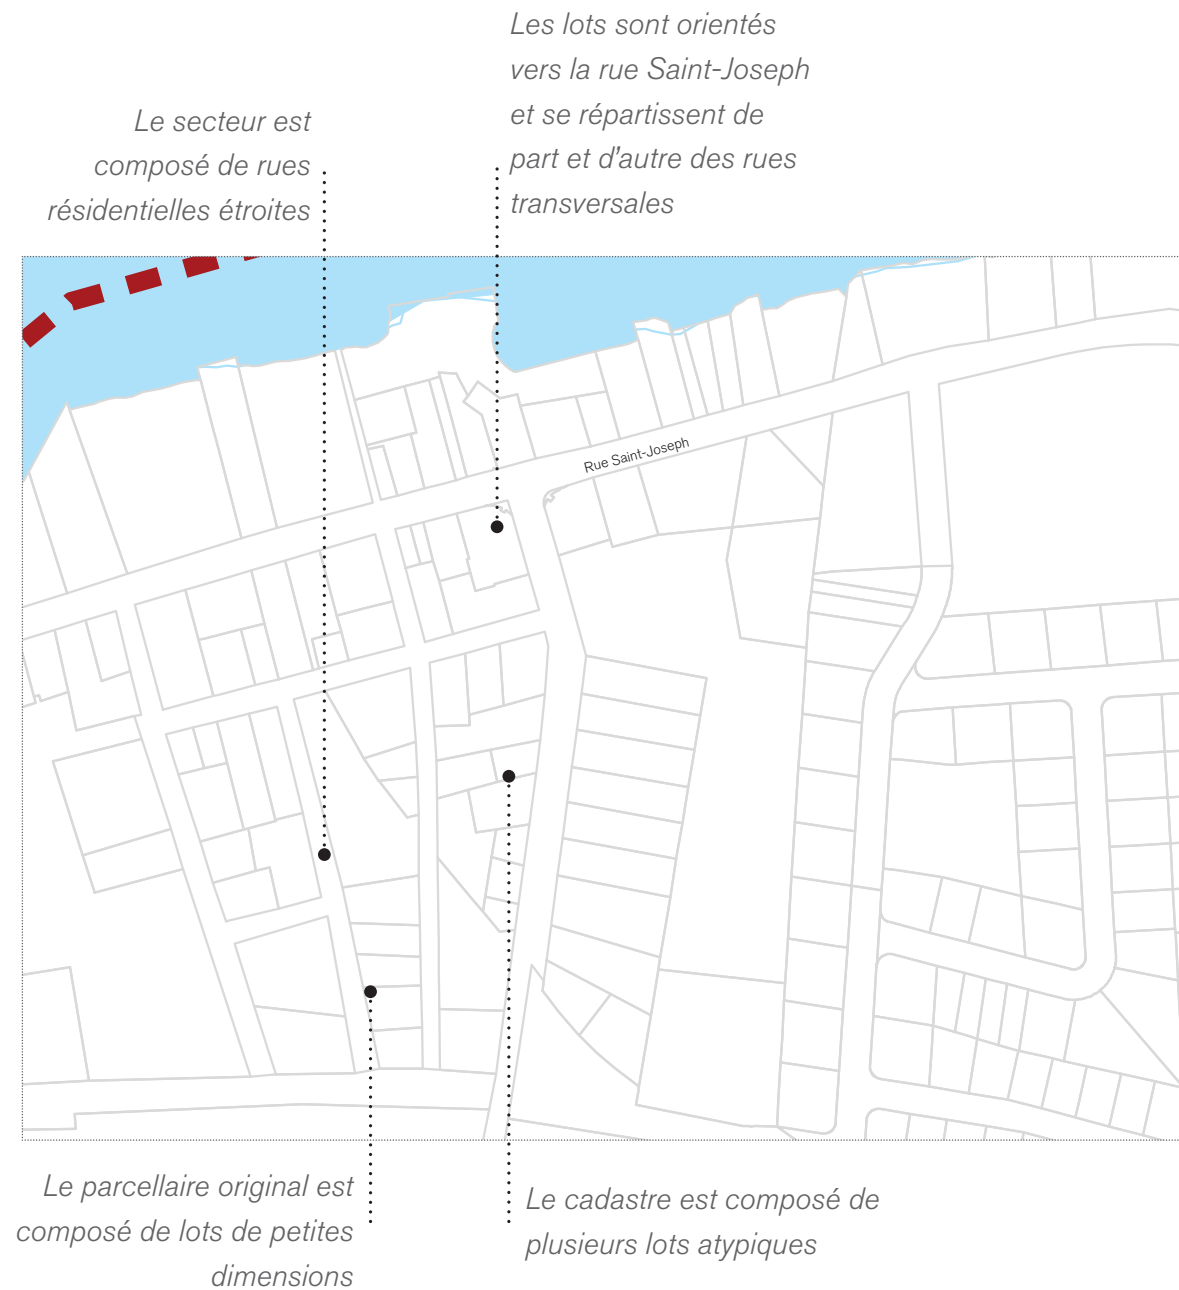 Les lots sont orientés
vers la rue Saint-Joseph
et se répartissent de
part et d'autre des rues
transversales
Le secteur est
composé de rues
résidentielles étroites
Rue Saint-Joseph
Le parcellaire original est
composé de lots de petites
dimensions
Le cadastre est composé de
plusieurs lots atypiques